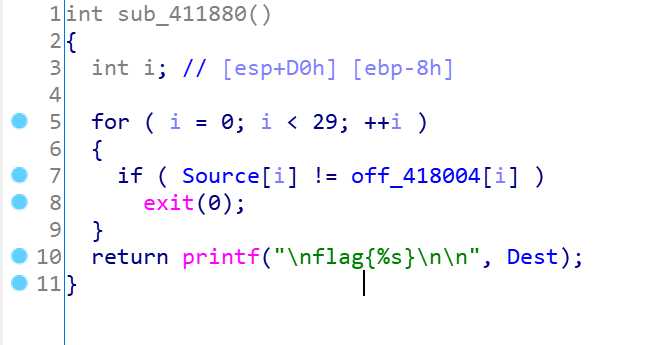 1 int sub_411880()
2 {
3   int i; // [esp+D0h] [ebp-8h]
4
5   for ( i = 0; i < 29; ++i )
6   {
7     if ( Source[i] != off_418004[i] )
8       exit(0);
9   }
10   return printf("\nflag{%s}\n\n", Dest);
11 }